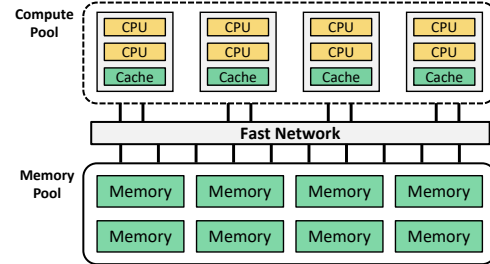 Compute
Pool
CPU CPU CPU CPU
CPU CPU CPU CPU
Cache Cache Cache Cache
Fast Network
Memory
Pool
Memory Memory Memory Memory
Memory Memory Memory Memory